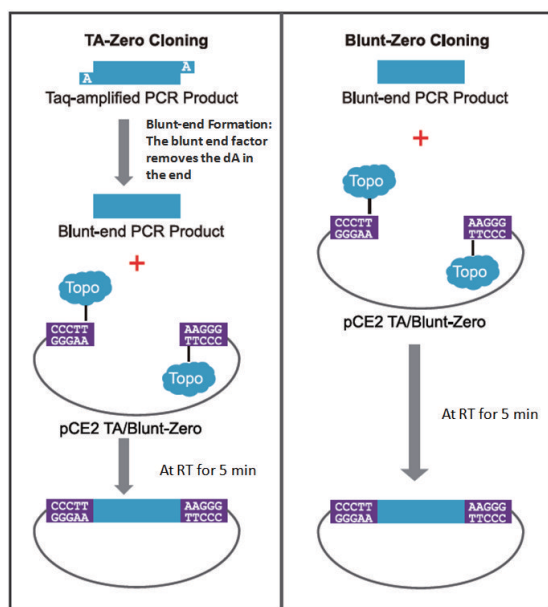 TA-Zero Cloning
A
A
Taq-amplified PCR Product
Blunt-end Formation:
The blunt end factor
removes the dA in
the end
Blunt-end PCR Product
+
Topo
CCCTT
GGGAA
AAGGG
TTCCC
Topo
pCE2 TA/Blunt-Zero
At RT for 5 min
CCCTT
GGGAA
AAGGG
TTCCC
Blunt-Zero Cloning
Blunt-end PCR Product
+
Topo
CCCTT
GGGAA
AAGGG
TTCCC
Topo
pCE2 TA/Blunt-Zero
At RT for 5 min
CCCTT
GGGAA
AAGGG
TTCCC